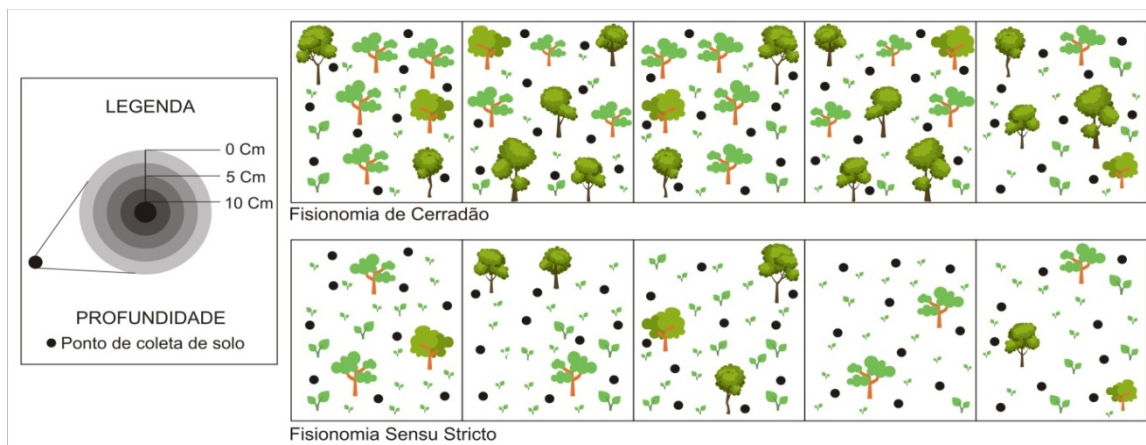 LEGENDA
0 Cm
5 Cm
10 Cm
PROFUNDIDADE
Ponto de coleta de solo
Fisionomia de Cerradão
Fisionomia Sensu Stricto